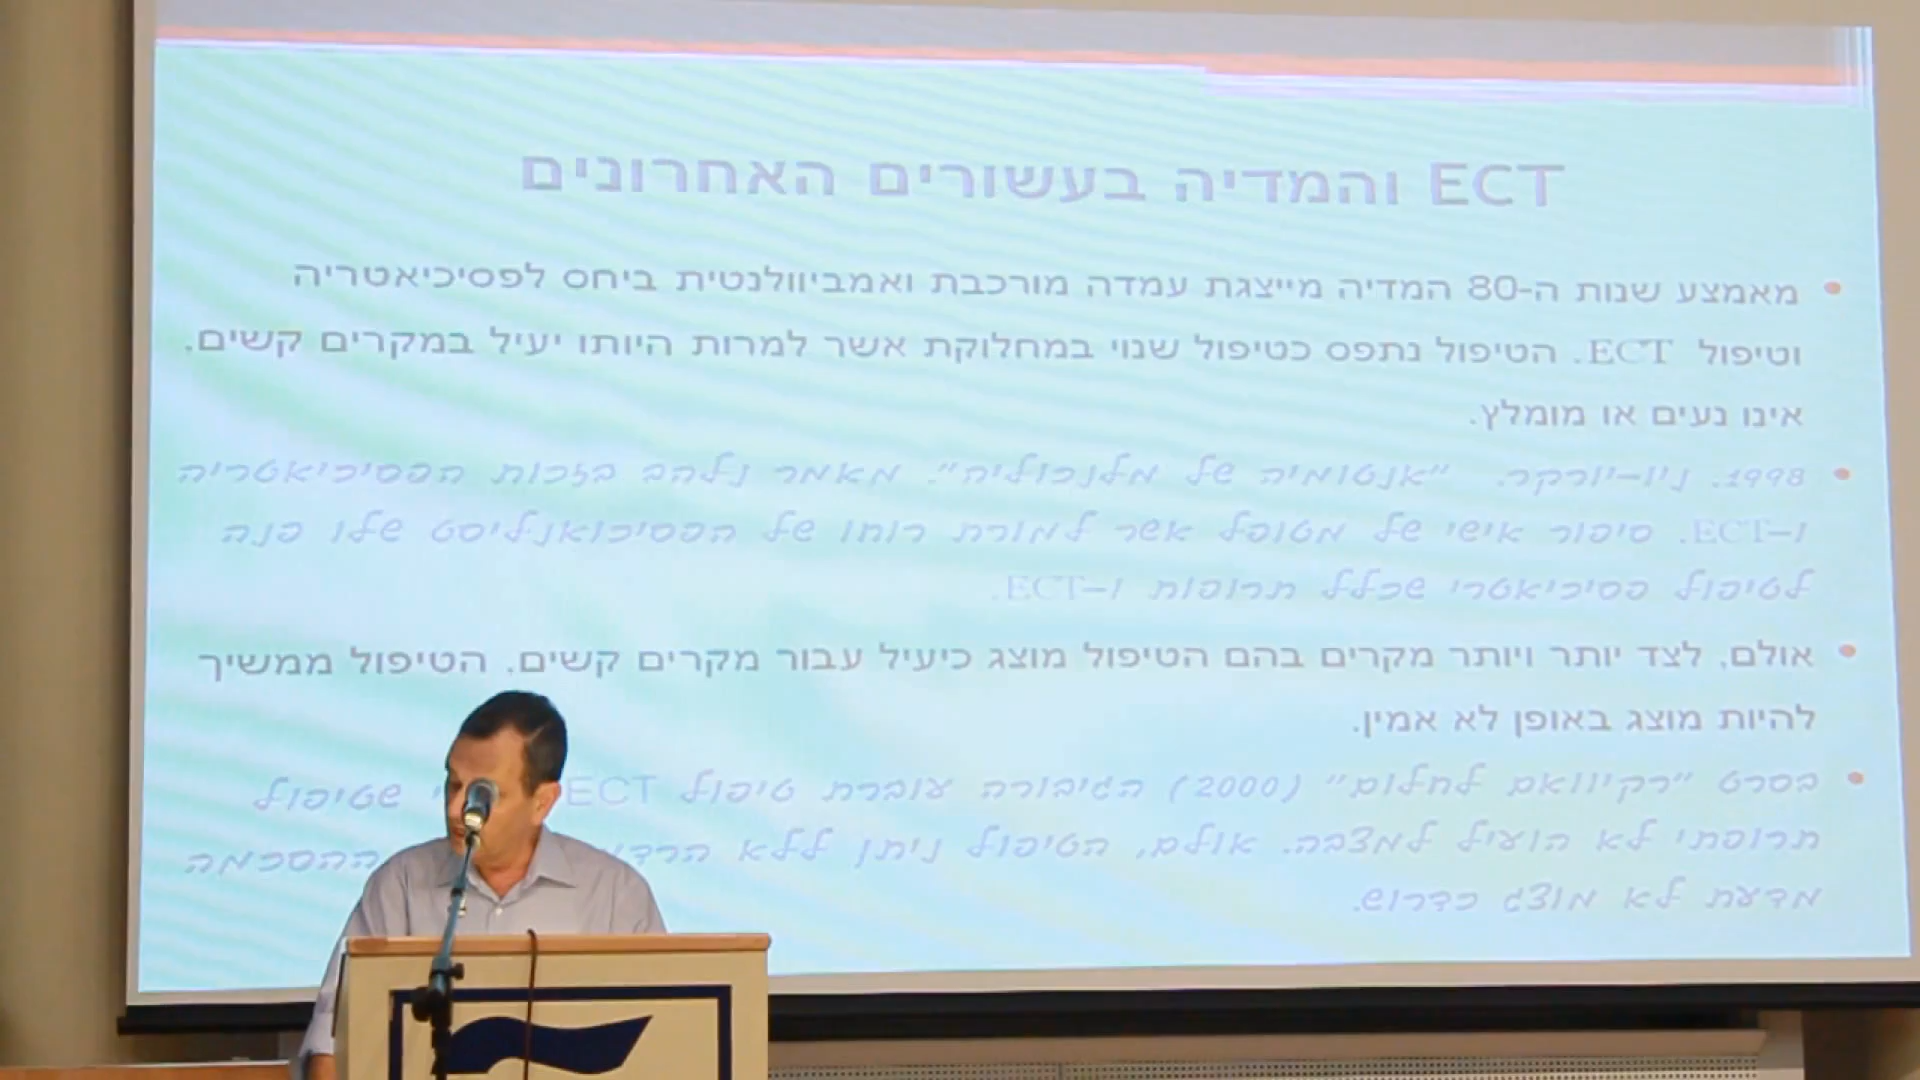 ECT והמדיה בעשורים האחרונים
• מאמצע שנות ה-80 המדיה מייצגת עמדה מורכבת ואמביוולנטית ביחס לפסיכיאטריה
וטיפול ECT. הטיפול נתפס כטיפול שנוי במחלוקת אשר למרות היותו יעיל במקרים קשים,
אינו נעים או מומלץ.
• 1998. ניו-יורקר. "אנטומיה של מלנכוליה". מאמר נלהב בזכות הפסיכיאטריה
ו-ECT. סיפור אישי של מטופל אשר למורת רוחו של הפסיכואנליסט שלו פנה
לטיפול פסיכיאטרי שכלל תרופות ו-ECT.
• אולם, לצד יותר ויותר מקרים בהם הטיפול מוצג כיעיל עבור מקרים קשים, הטיפול ממשיך
להיות מוצג באופן לא אמין.
• בסרט "רקיוואם לחלום" (2000) הגיבורה עוברת טיפול ECT שטיפול
תרופתי לא הועיל למצבה. אולם, הטיפול ניתן ללא ההסכמה
מדעת לא מוצג כדרוש.